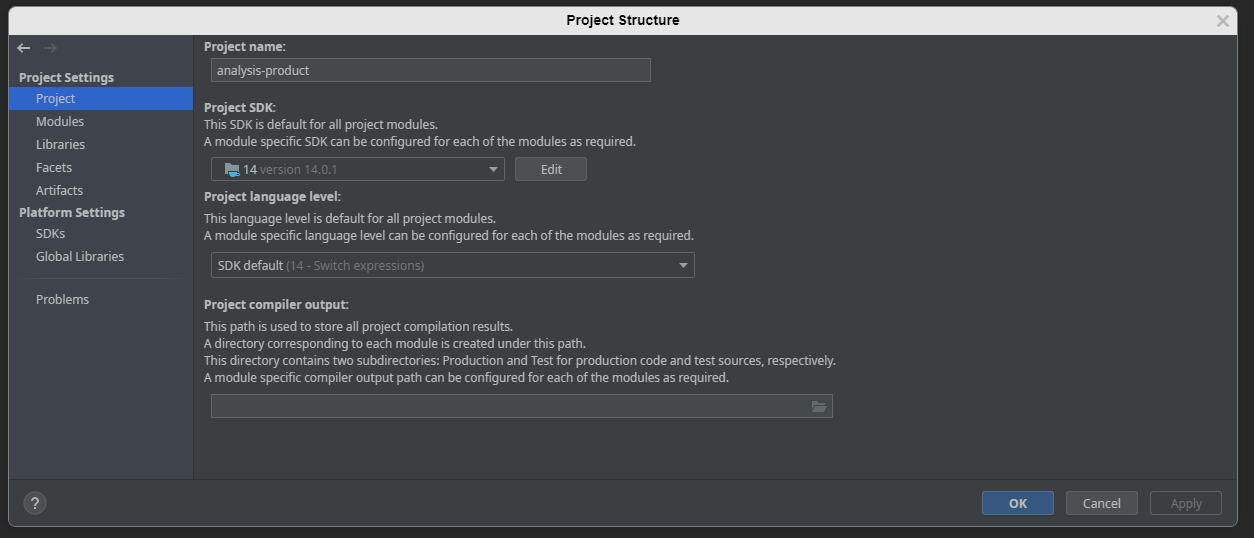 Project Structure
Project Settings
Project
Modules
Libraries
Facets
Artifacts
Platform Settings
SDKs
Global Libraries
Problems
Project name:
analysis-product
Project SDK:
This SDK is default for all project modules.
A module specific SDK can be configured for each of the modules as required.
14 version 14.0.1
Edit
Project language level:
This language level is default for all project modules.
A module specific language level can be configured for each of the modules as required.
SDK default (14 - Switch expressions)
Project compiler output:
This path is used to store all project compilation results.
A directory corresponding to each module is created under this path.
This directory contains two subdirectories: Production and Test for production code and test sources, respectively.
A module specific compiler output path can be configured for each of the modules as required.
?
OK
Cancel
Apply